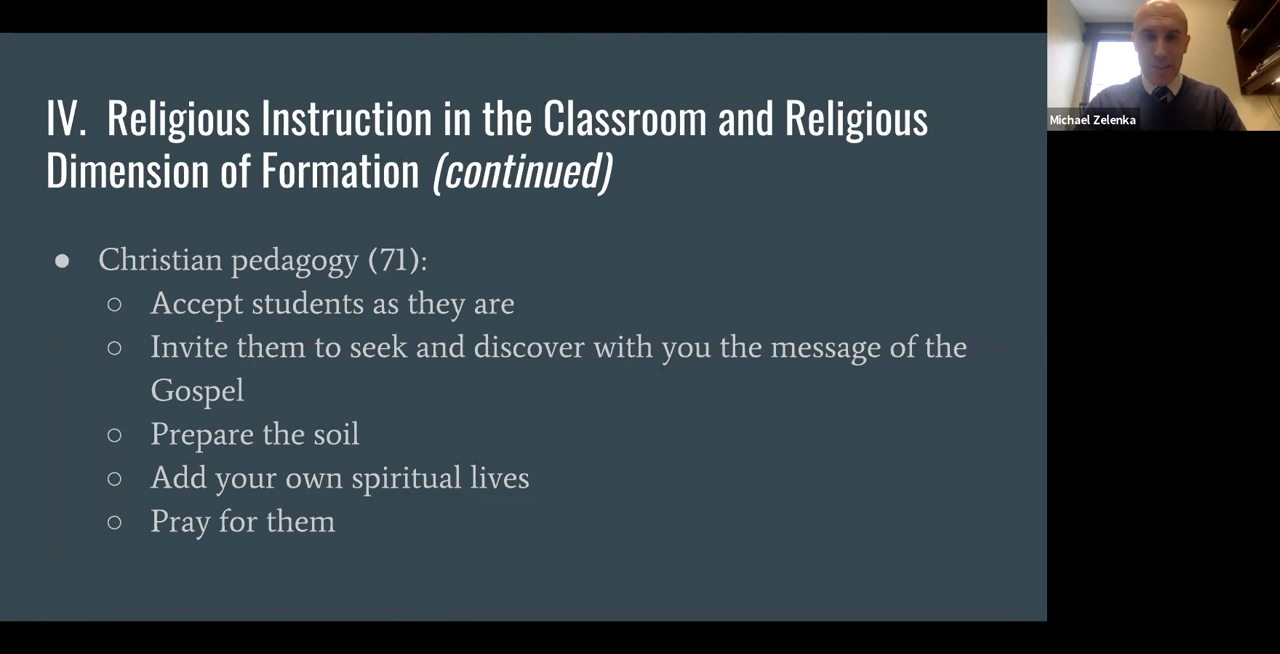 IV. Religious Instruction in the Classroom and Religious
Dimension of Formation (continued)
● Christian pedagogy (71):
○ Accept students as they are
○ Invite them to seek and discover with you the message of the
Gospel
○ Prepare the soil
○ Add your own spiritual lives
○ Pray for them
Michael Zelenka